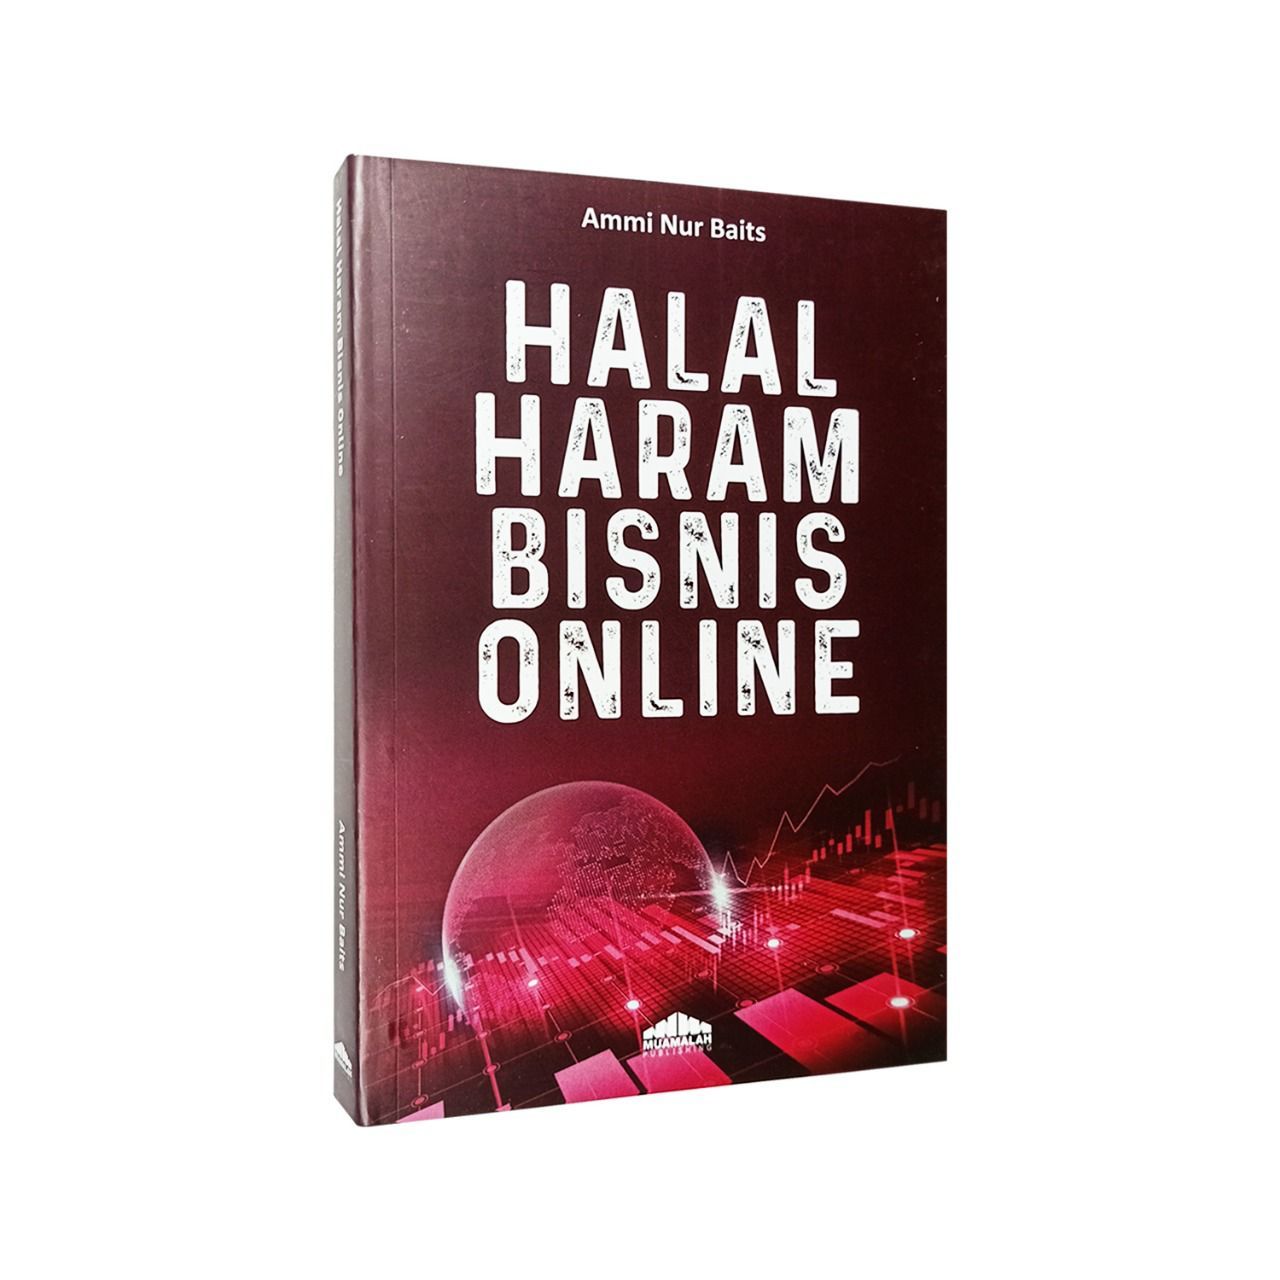 Ammi Nur Baits
HALAL
HARAM
BISNIS
ONLINE
MUAMALAH
PUBLISHING
Halal Haram Bisnis Online
Ammi Nur Baits